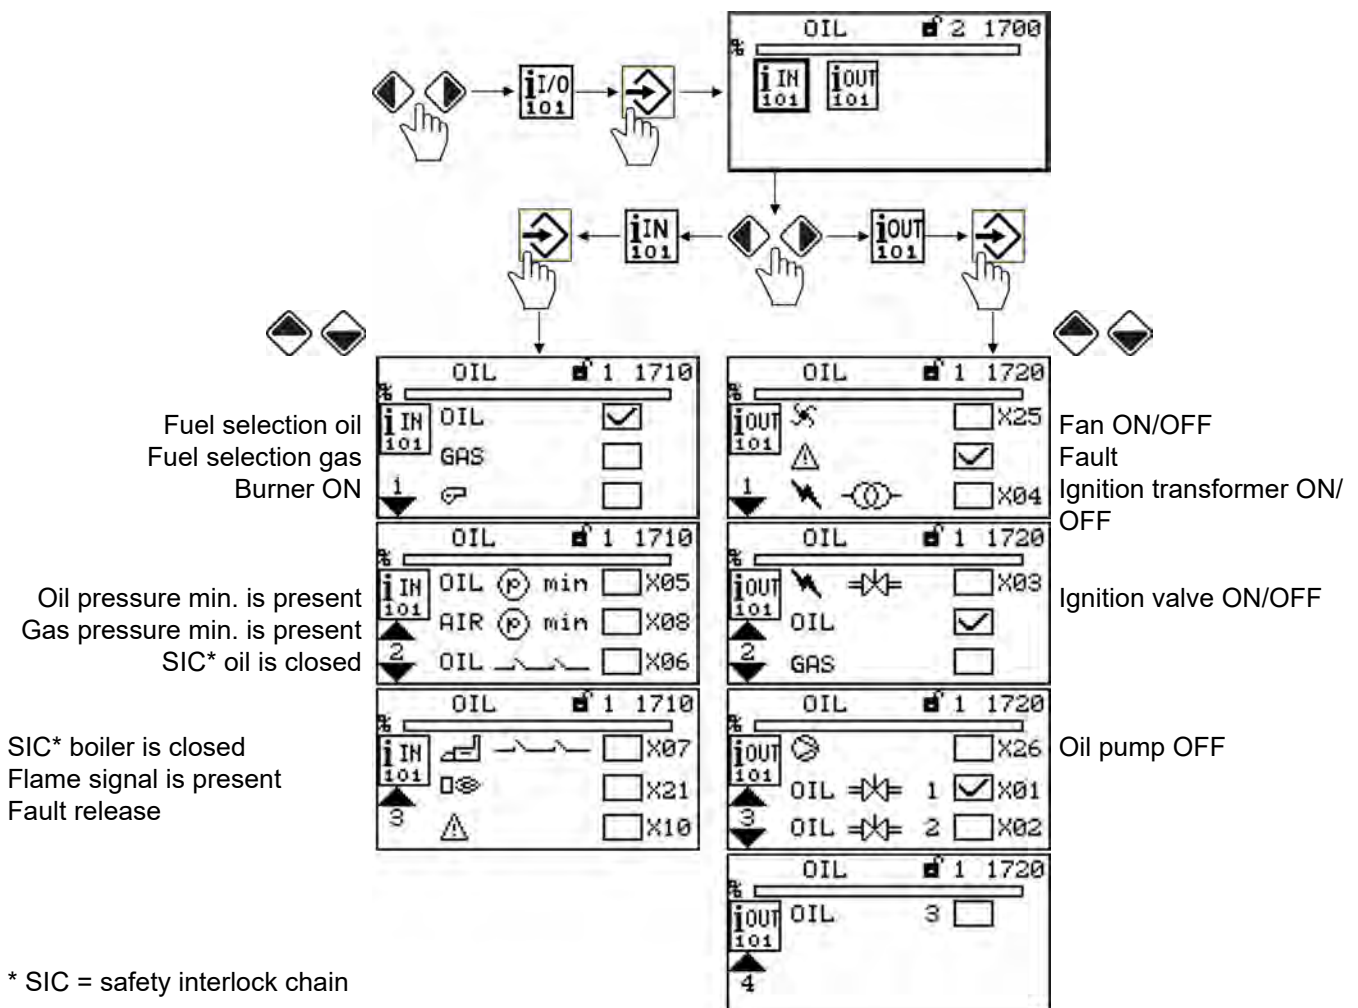 OIL 2 1700
%
i I/O
101
i IN
101
i OUT
101
i IN
101
i OUT
101
OIL 1 1710
%
i IN
101
OIL
GAS
1
Fuel selection oil
Fuel selection gas
Burner ON
OIL 1 1720
%
i OUT
101
X25
1
X04
Fan ON/OFF
Fault
Ignition transformer ON/
OFF
OIL 1 1710
%
i IN
101
OIL p min X05
AIR p min X08
2
OIL X06
Oil pressure min. is present
Gas pressure min. is present
SIC* oil is closed
OIL 1 1720
%
i OUT
101
X03
OIL
2
GAS
Ignition valve ON/OFF
OIL 1 1710
%
i IN
101
X07
X21
3
X10
SIC* boiler is closed
Flame signal is present
Fault release
OIL 1 1720
%
i OUT
101
X26
OIL 1 X01
3
OIL 2 X02
Oil pump OFF
OIL 1 1720
%
i OUT
101
OIL 3
4
* SIC = safety interlock chain